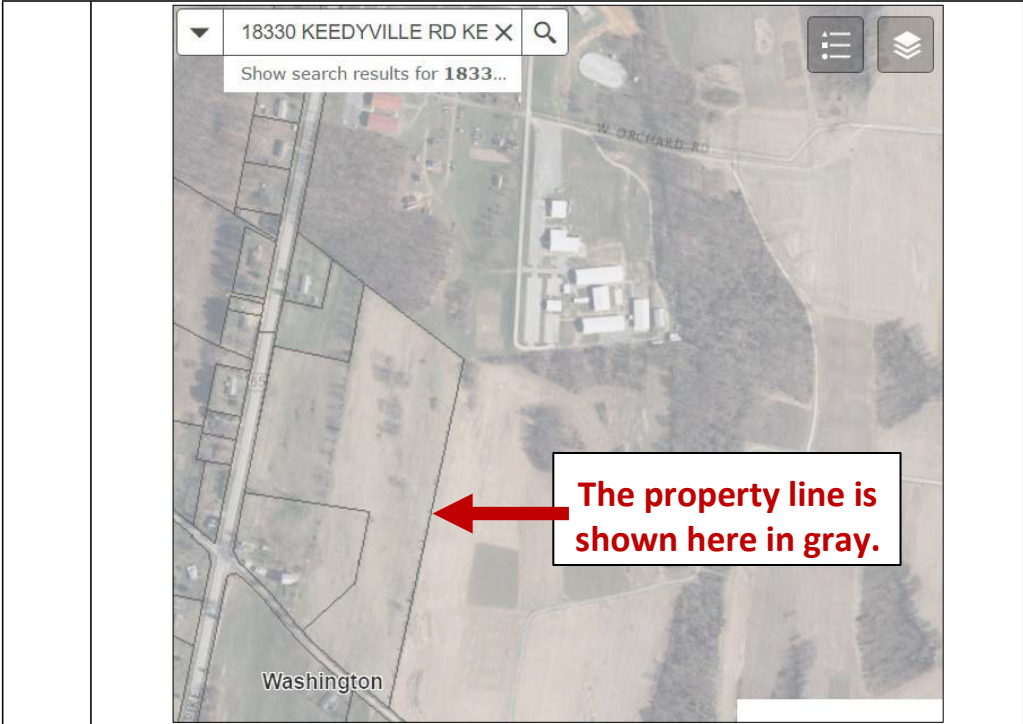 18330 KEEDYVILLE RD KE
Show search results for 1833...
W ORCHARD RD
65
The property line is
shown here in gray.
Washington
PIKE